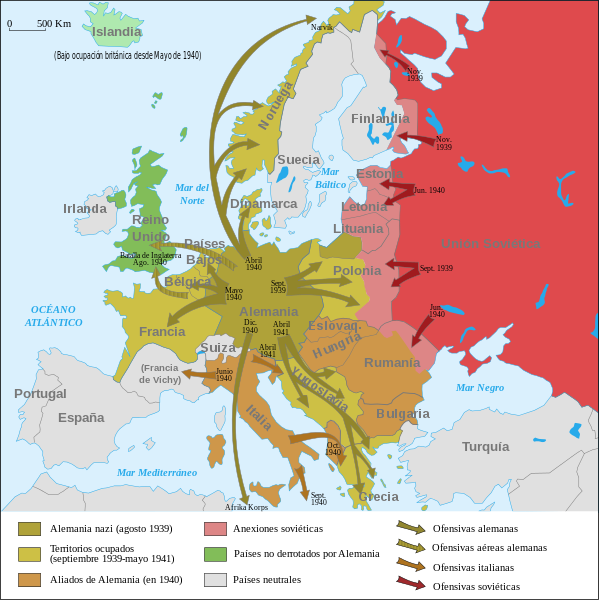 0 500 Km
Islandia
(Bajo ocupación británica desde Mayo de 1940)
Narvik
Nov.
1939
Noruega
Finlandia
Nov.
1939
Suecia
Mar
Báltico
Estonia
Jun. 1940
Mar del
Norte
Dinamarca
Letonia
Irlanda
Reino
Unido
Lituania
Batalla de Inglaterra
Ago. 1940
Países
Bajos
Abril
1940
Polonia
Sept. 1939
Unión Soviética
Bélgica
Mayo
1940
Sept.
1939
OCÉANO
ATLÁNTICO
Alemania
Jun.
1940
Francia
Dic.
1940
Abril
1941
Eslovaq.
Hungría
Suiza
Abril
1941
Rumania
(Francia
de Vichy)
Junio
1940
Yugoslavia
Mar Negro
Portugal
España
Italia
Bulgaria
Turquía
Oct.
1940
Mar Mediterráneo
Sept.
1940
Grecia
Afrika Korps
Alemania nazi (agosto 1939)
Territorios ocupados
(septiembre 1939-mayo 1941)
Aliados de Alemania (en 1940)
Anexiones soviéticas
Países no derrotados por Alemania
Países neutrales
Ofensivas alemanas
Ofensivas aéreas alemanas
Ofensivas italianas
Ofensivas soviéticas